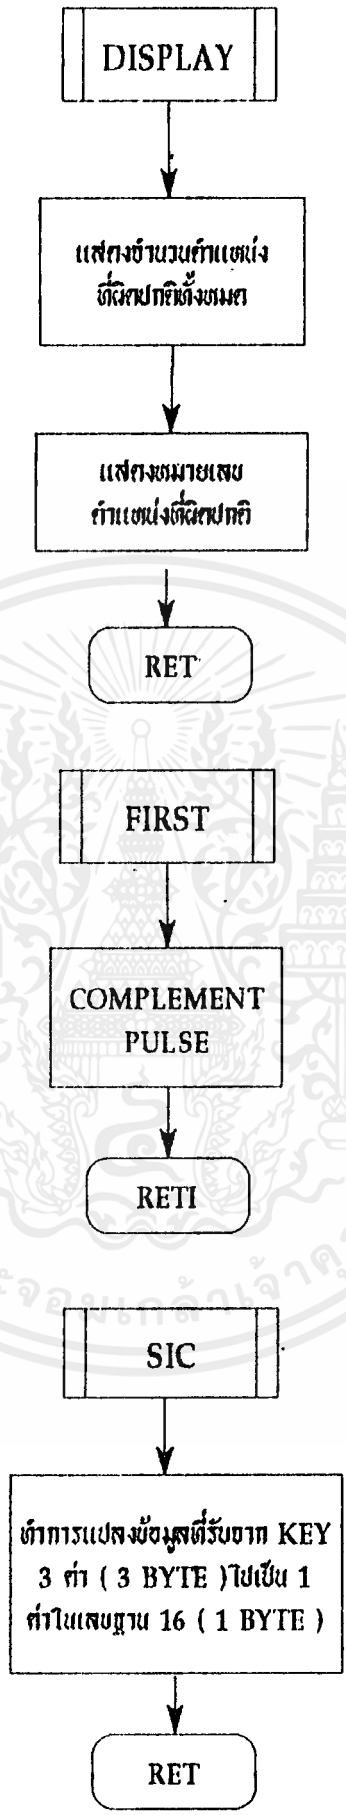 DISPLAY
แสดงจำนวนตำแหน่ง
ที่ผิดปกติทั้งหมด
แสดงหมายเลข
ตำแหน่งที่ผิดปกติ
RET
FIRST
COMPLEMENT
PULSE
RETI
SIC
ทำการแปลงข้อมูลที่รับจาก KEY
3 ค่า ( 3 BYTE ) ไปเป็น 1
ค่าในเลขฐาน 16 ( 1 BYTE )
RET